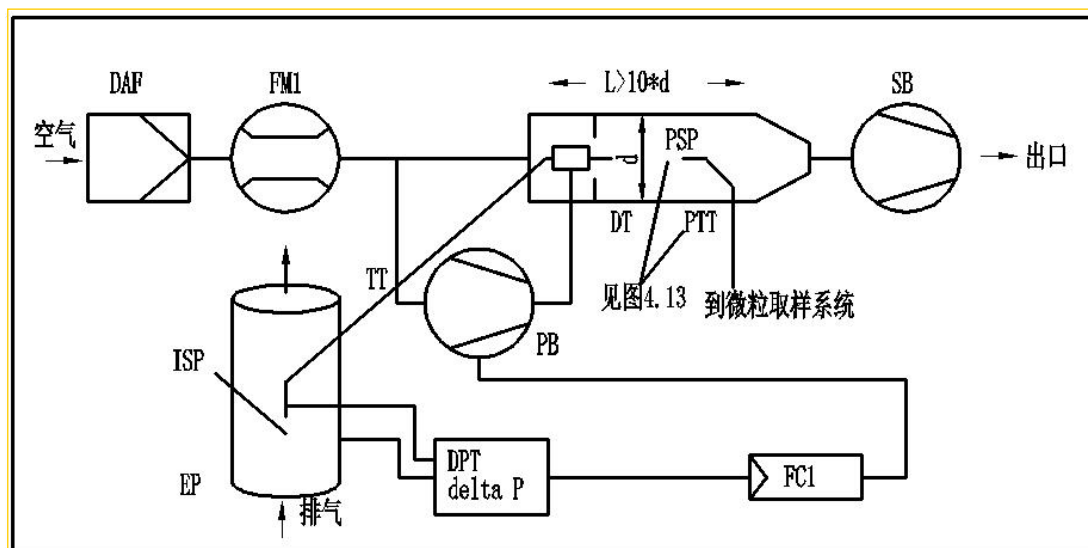 DAF
FM1
L>10*d
SB
空气
d
PSP
出口
DT
PTT
TT
见图4.13
到微粒取样系统
PB
ISP
DPT
delta P
FC1
EP
排气